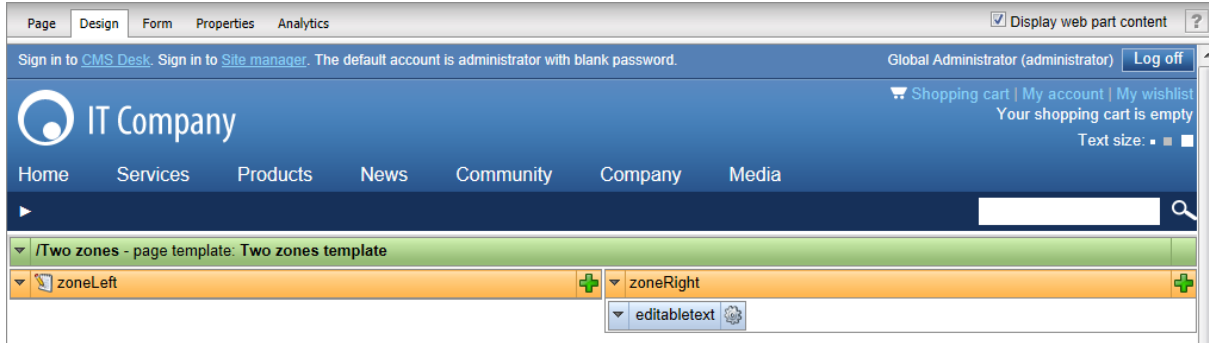 Page Design Form Properties Analytics Display web part content ?
Sign in to CMS Desk. Sign in to Site manager. The default account is administrator with blank password. Global Administrator (administrator) Log off
Shopping cart | My account | My wishlist
IT Company
Your shopping cart is empty
Text size:
Home Services Products News Community Company Media
/Two zones - page template: Two zones template
zoneLeft zoneRight
editabletext